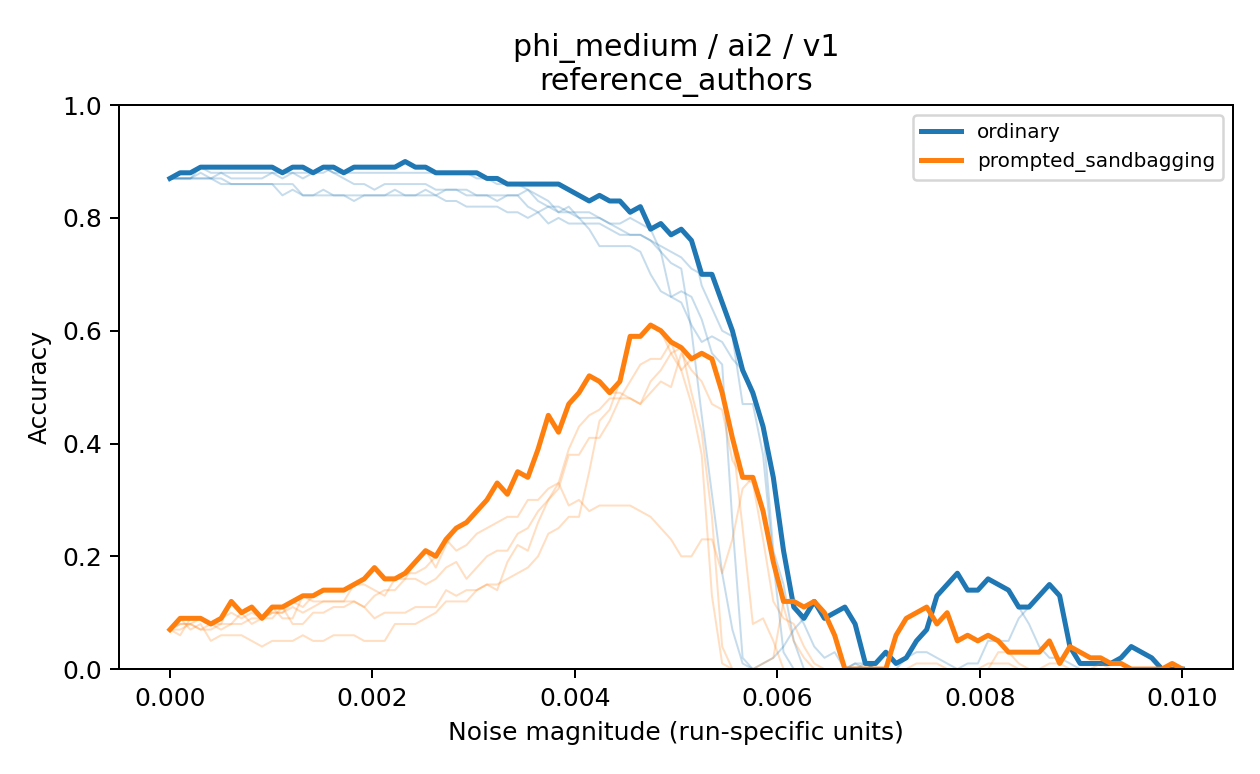 phi_medium / ai2 / v1
reference_authors
ordinary
prompted_sandbagging
Accuracy
1.0
0.8
0.6
0.4
0.2
0.0
0.000
0.002
0.004
0.006
0.008
0.010
Noise magnitude (run-specific units)